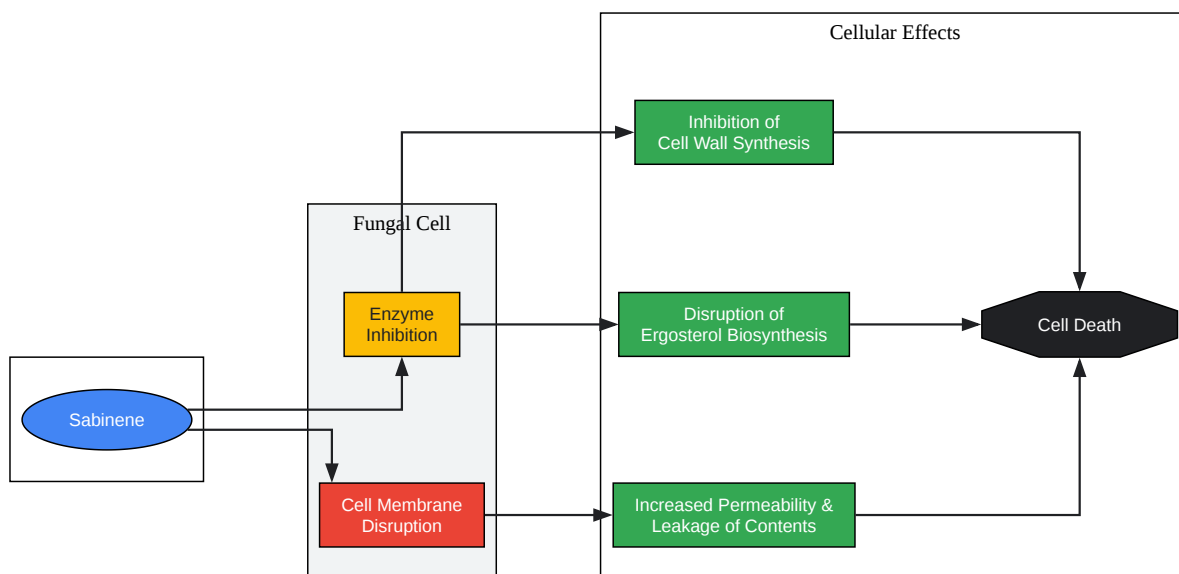 Cellular Effects
Inhibition of
Cell Wall Synthesis
Fungal Cell
Enzyme
Inhibition
Disruption of
Ergosterol Biosynthesis
Cell Death
Sabinene
Cell Membrane
Disruption
Increased Permeability &
Leakage of Contents